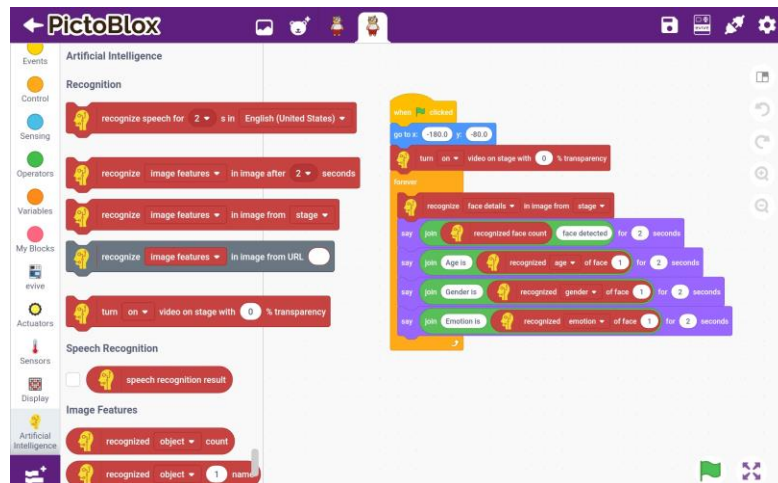 PictoBlox
Events
Control
Sensing
Operators
Variables
My Blocks
evive
Actuators
Sensors
Display
Artificial
Intelligence
Artificial Intelligence
Recognition
recognize speech for 2 s in English (United States)
recognize image features in image after 2 seconds
recognize image features in image from stage
recognize image features in image from URL
turn on video on stage with 0 % transparency
Speech Recognition
speech recognition result
Image Features
recognized object count
recognized object 1 name
when clicked
go to x: -180.0 y: -80.0
turn on video on stage with 0 % transparency
forever
recognize face details in image from stage
say join recognized face count face detected for 2 seconds
say join Age is recognized age of face 1 for 2 seconds
say join Gender is recognized gender of face 1 for 2 seconds
say join Emotion is recognized emotion of face 1 for 2 seconds